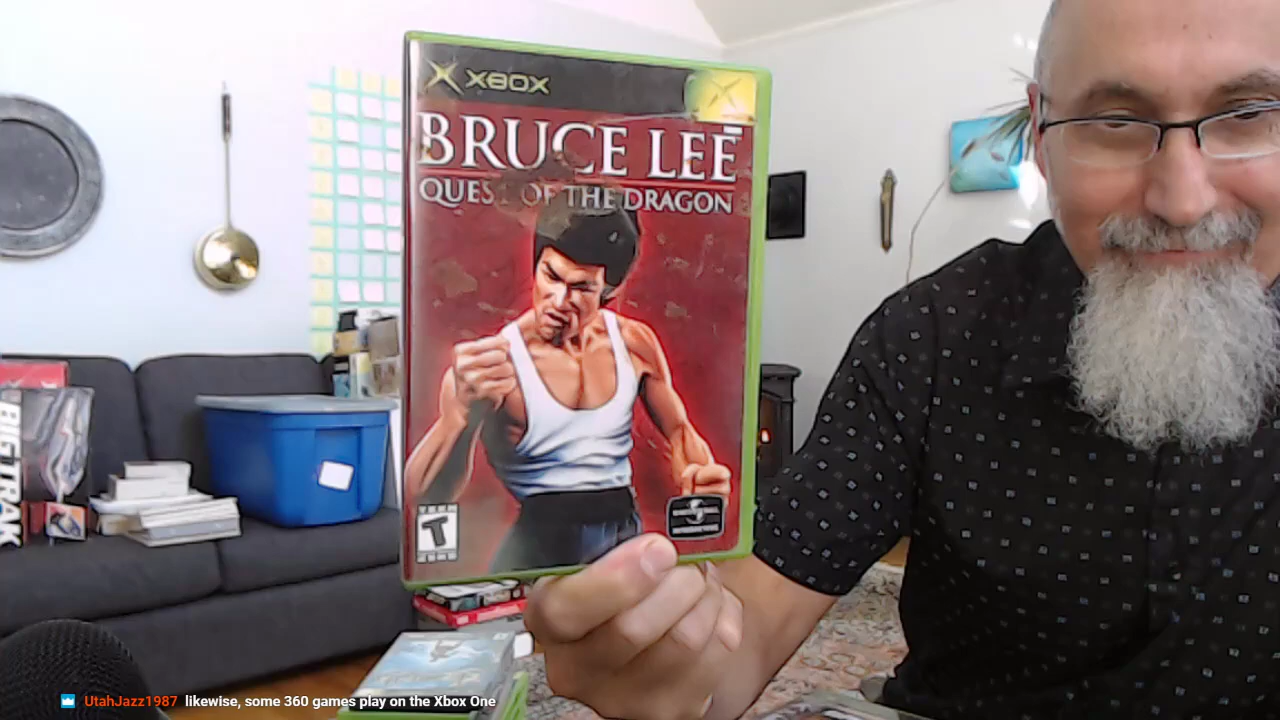 XBOX
BRUCE LEE
QUEST OF THE DRAGON
T
BIGTRAK
UtahJazz1987 likewise, some 360 games play on the Xbox One